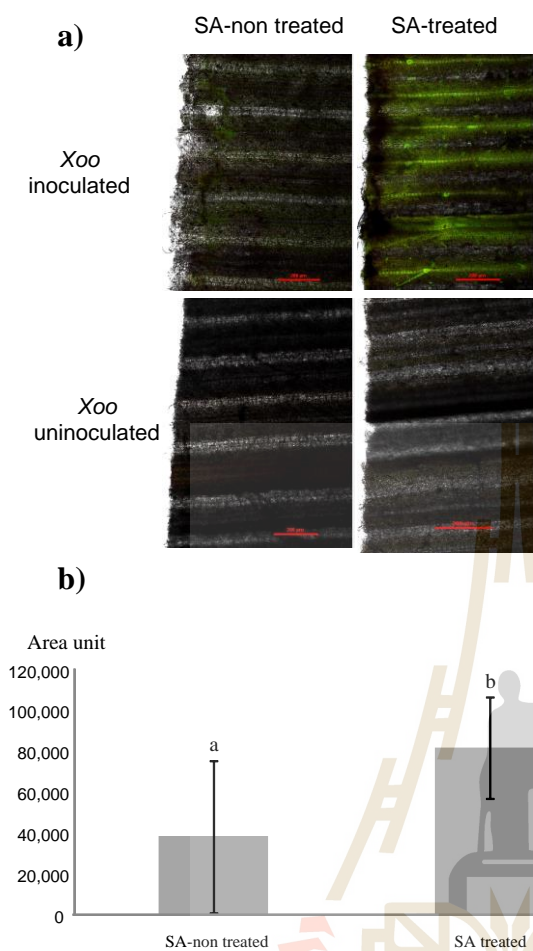 a)
SA-non treated
SA-treated
Xoo
inoculated
Xoo
uninoculated
b)
Area unit
120,000
100,000
80,000
60,000
40,000
20,000
0
a
b
SA-non treated
SA treated